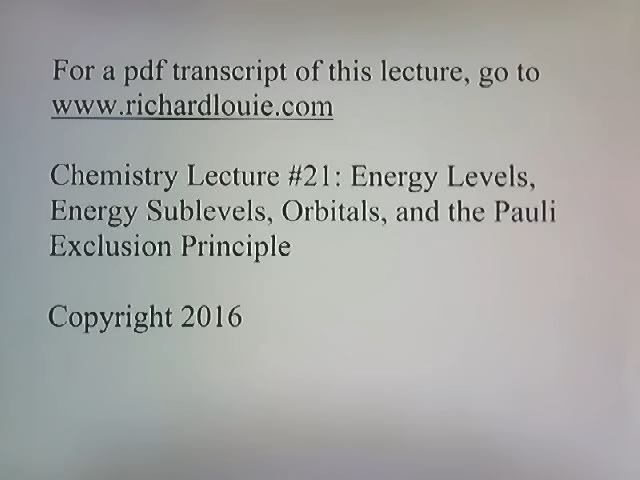 For a pdf transcript of this lecture, go to
www.richardlouie.com
Chemistry Lecture #21: Energy Levels,
Energy Sublevels, Orbitals, and the Pauli
Exclusion Principle
Copyright 2016